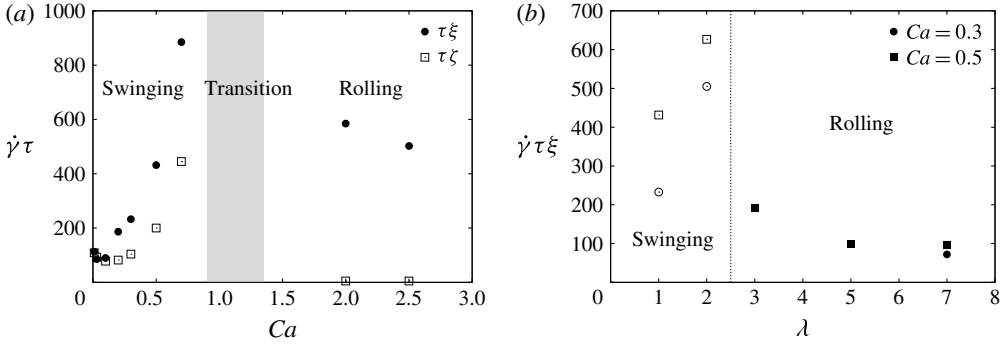 (a)
1000
800
600
400
200
0
γ̇ τ
τξ
τζ
Swinging
Transition
Rolling
0.5
1.0
1.5
2.0
2.5
3.0
Ca
(b)
700
600
500
400
300
200
100
0
γ̇ τξ
Ca = 0.3
Ca = 0.5
Rolling
Swinging
1
2
3
4
5
6
7
8
λ